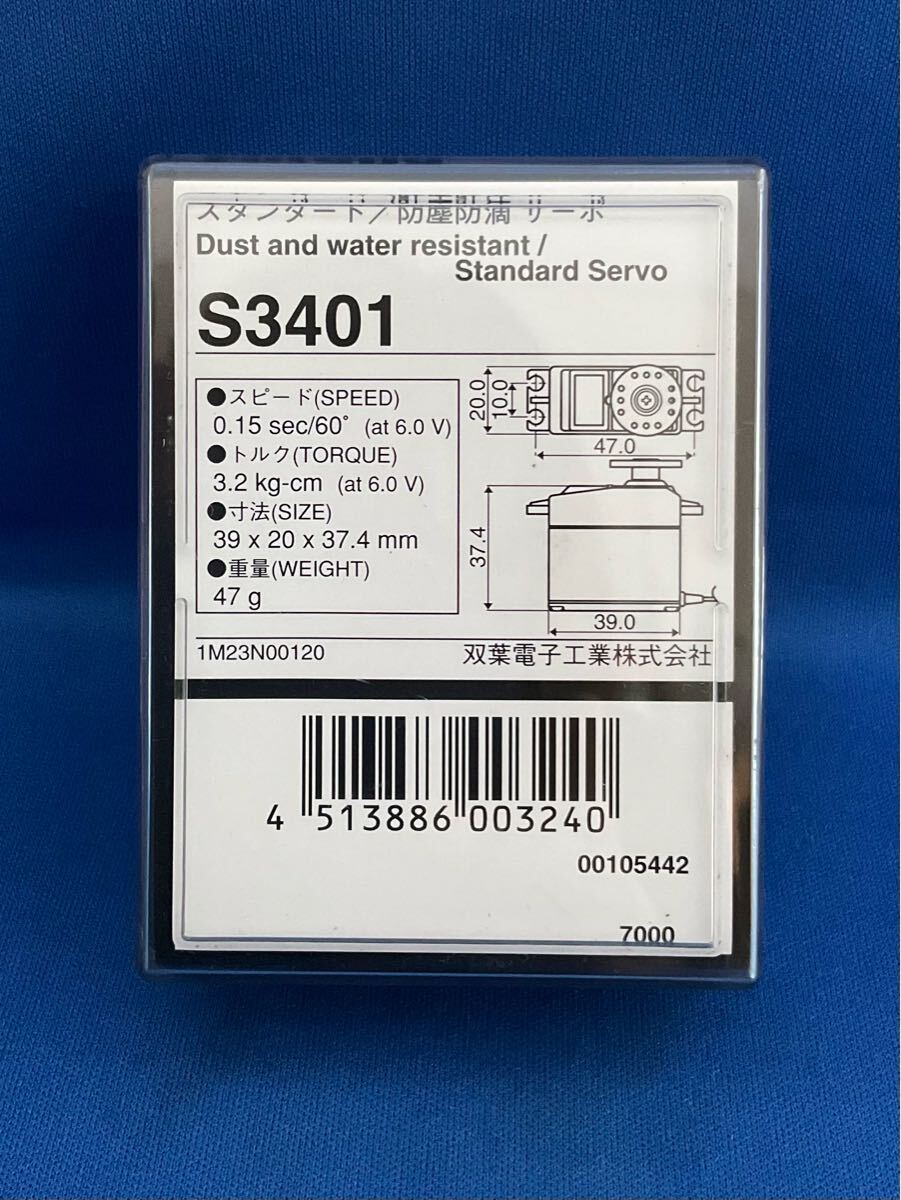 スタンダード／防塵防滴 サーボ
Dust and water resistant /
Standard Servo
S3401
●スピード(SPEED)
0.15 sec/60° (at 6.0 V)
●トルク(TORQUE)
3.2 kg-cm (at 6.0 V)
●寸法(SIZE)
39 x 20 x 37.4 mm
●重量(WEIGHT)
47 g
20.0
10.0
47.0
37.4
39.0
1M23N00120
双葉電子工業株式会社
4 513886 003240
00105442
7000